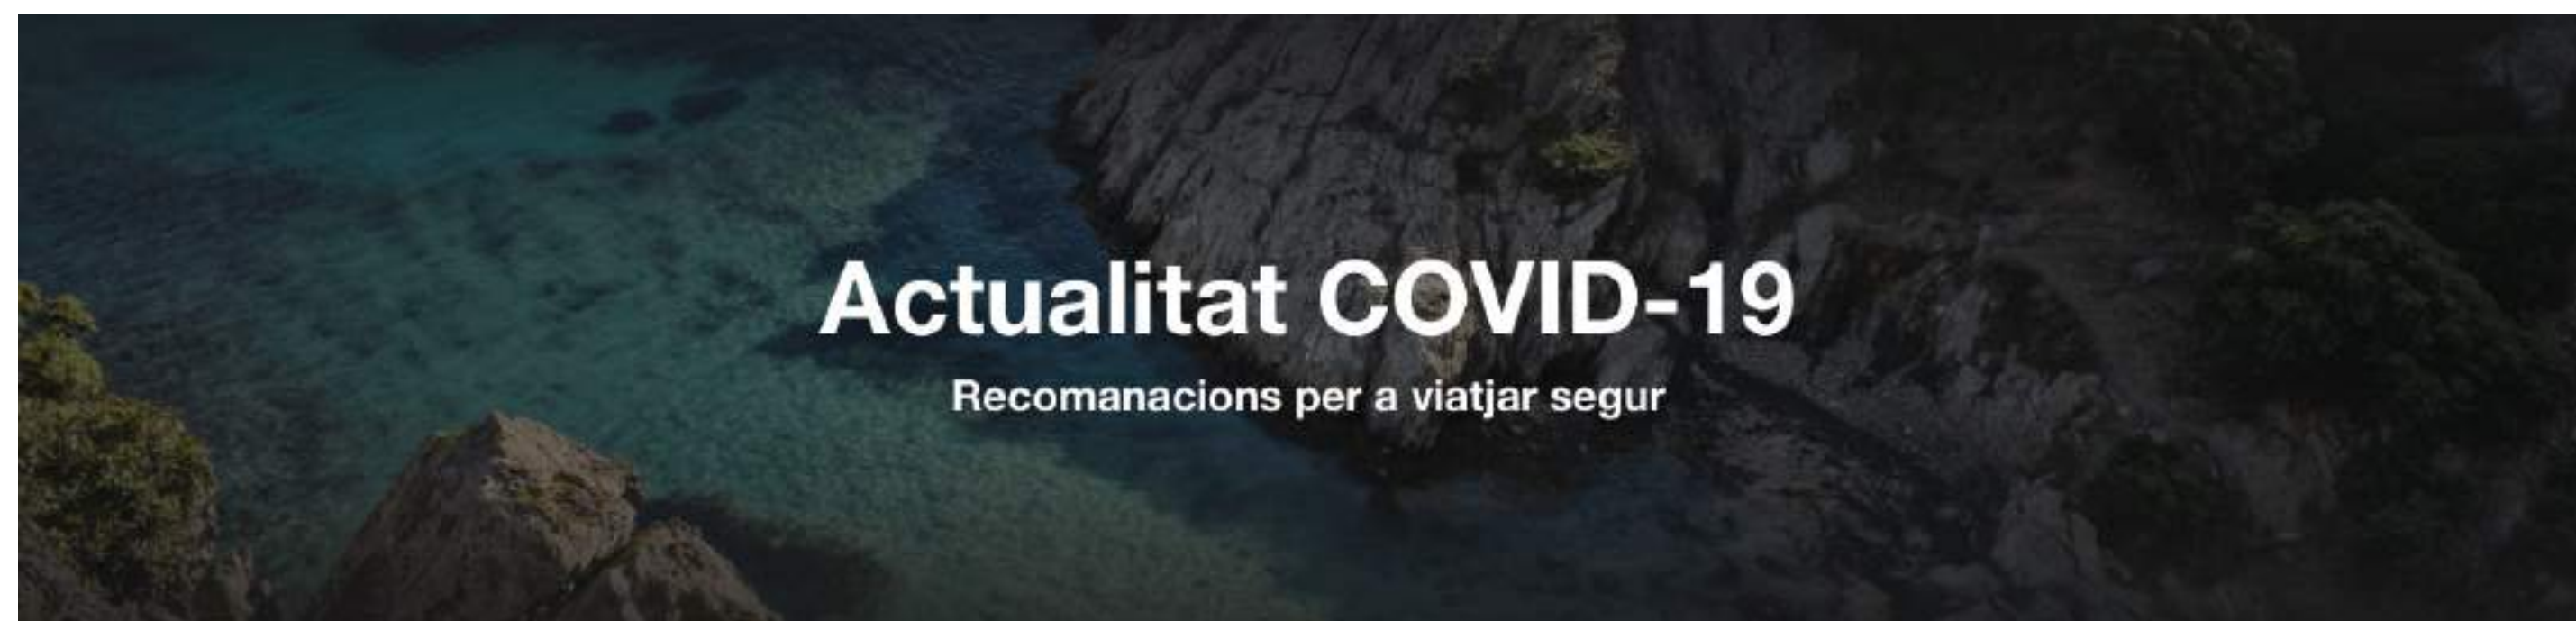 Actualitat COVID-19
Recomanacions per a viatjar segur